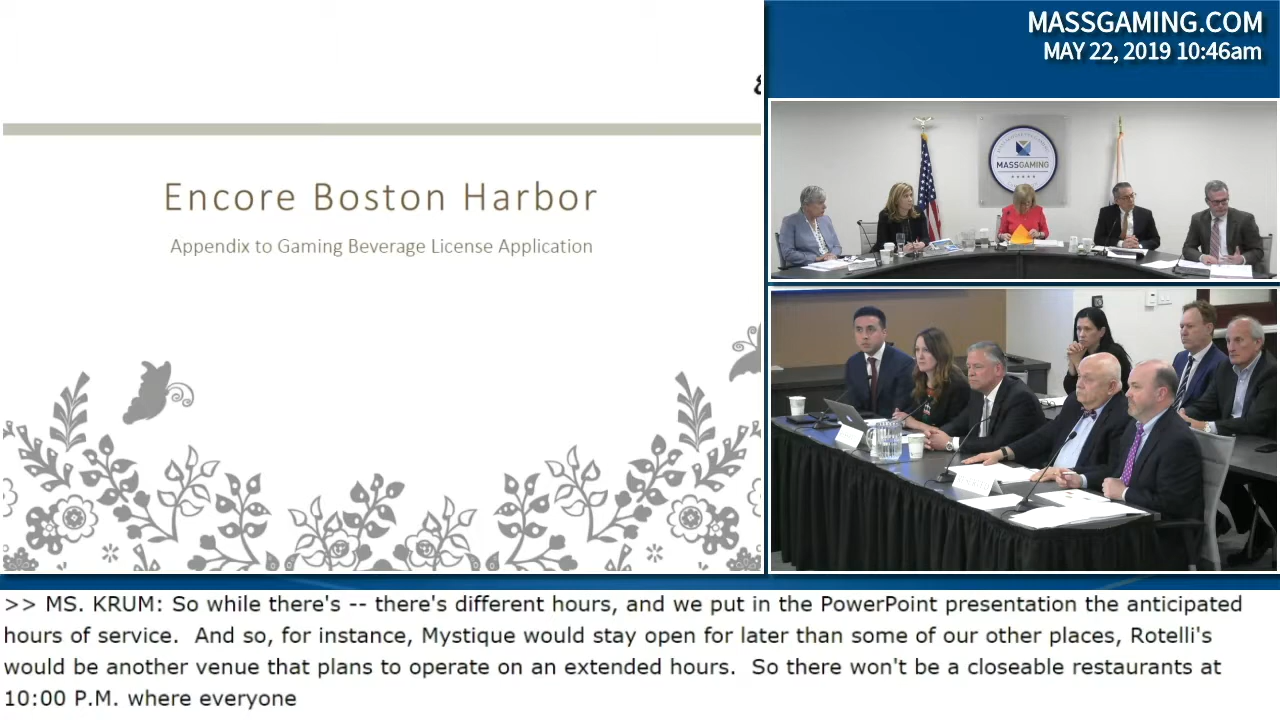 MASSGAMING.COM
MAY 22, 2019 10:46am
Encore Boston Harbor
Appendix to Gaming Beverage License Application
MASSGAMING
>> MS. KRUM: So while there's -- there's different hours, and we put in the PowerPoint presentation the anticipated
hours of service.  And so, for instance, Mystique would stay open for later than some of our other places, Rotelli's
would be another venue that plans to operate on an extended hours.  So there won't be a closeable restaurants at
10:00 P.M. where everyone